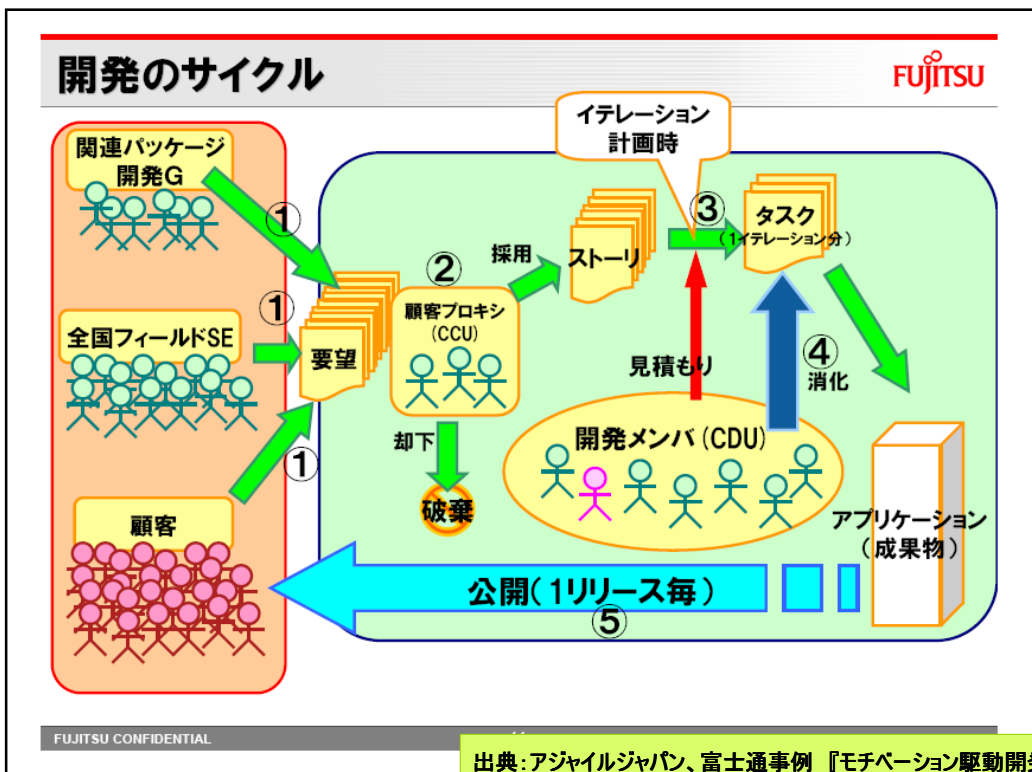 開発のサイクル
FUJITSU
イテレーション
計画時
関連パッケージ
開発G
①
③
タスク
(1イテレーション分)
ストーリ
採用
②
顧客プロキシ
(CCU)
①
全国フィールドSE
要望
④
消化
見積もり
却下
開発メンバ(CDU)
①
破棄
顧客
アプリケーション
(成果物)
公開(1リリース毎)
⑤
FUJITSU CONFIDENTIAL
出典:アジャイルジャパン、富士通事例 『モチベーション駆動開